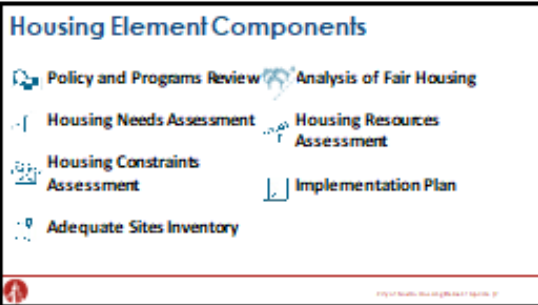 Housing Element Components
Policy and Programs Review
Housing Needs Assessment
Housing Constraints
Assessment
Adequate Sites Inventory
Analysis of Fair Housing
Housing Resources
Assessment
Implementation Plan